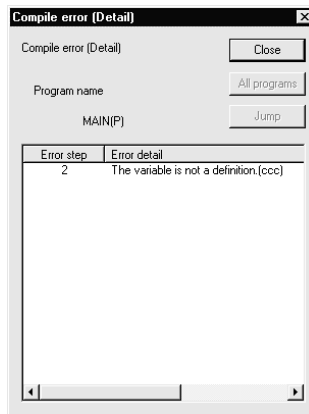 Compile error (Detail)
Compile error (Detail)
Close
Program name
All programs
MAIN(P)
Jump
Error step Error detail
2 The variable is not a definition.(ccc)